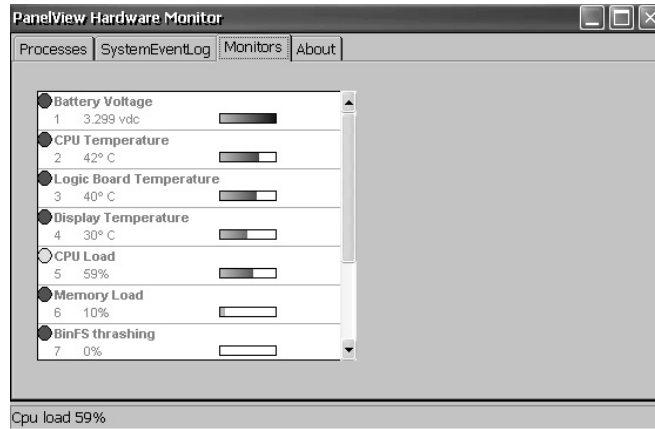 PanelView Hardware Monitor
Processes SystemEventLog Monitors About
Battery Voltage
1 3.299 vdc
CPU Temperature
2 42° C
Logic Board Temperature
3 40° C
Display Temperature
4 30° C
CPU Load
5 59%
Memory Load
6 10%
BinFS thrashing
7 0%
Cpu load 59%